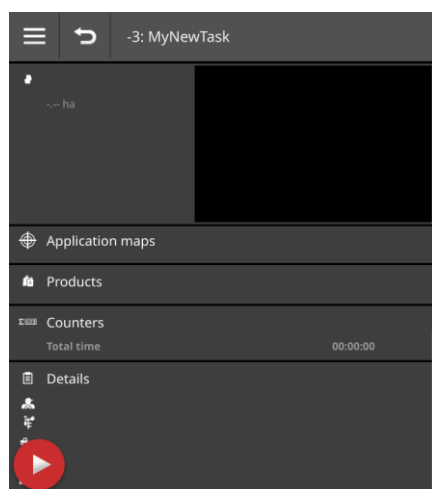 -3: MyNewTask
-.-- ha
Application maps
Products
Counters
Total time 00:00:00
Details